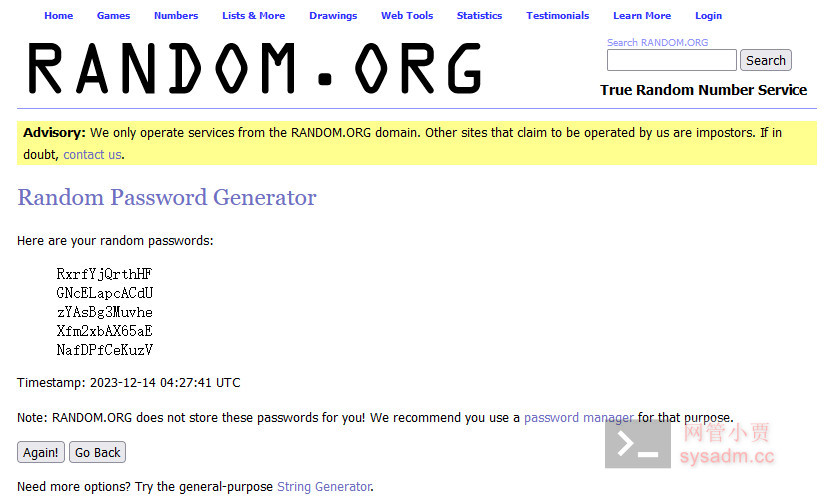 Home Games Numbers Lists & More Drawings Web Tools Statistics Testimonials Learn More Login
RANDOM.ORG
Search RANDOM.ORG
Search
True Random Number Service
Advisory: We only operate services from the RANDOM.ORG domain. Other sites that claim to be operated by us are impostors. If in
doubt, contact us.
Random Password Generator
Here are your random passwords:
RxrfYjQrthHF
GNcELapcACdU
zYAsBg3Muvhe
Xfm2xbAX65aE
NafDPfCeKuzV
Timestamp: 2023-12-14 04:27:41 UTC
Note: RANDOM.ORG does not store these passwords for you! We recommend you use a password manager for that purpose.
Again! Go Back
网管小贾
sysadm.cc
Need more options? Try the general-purpose String Generator.